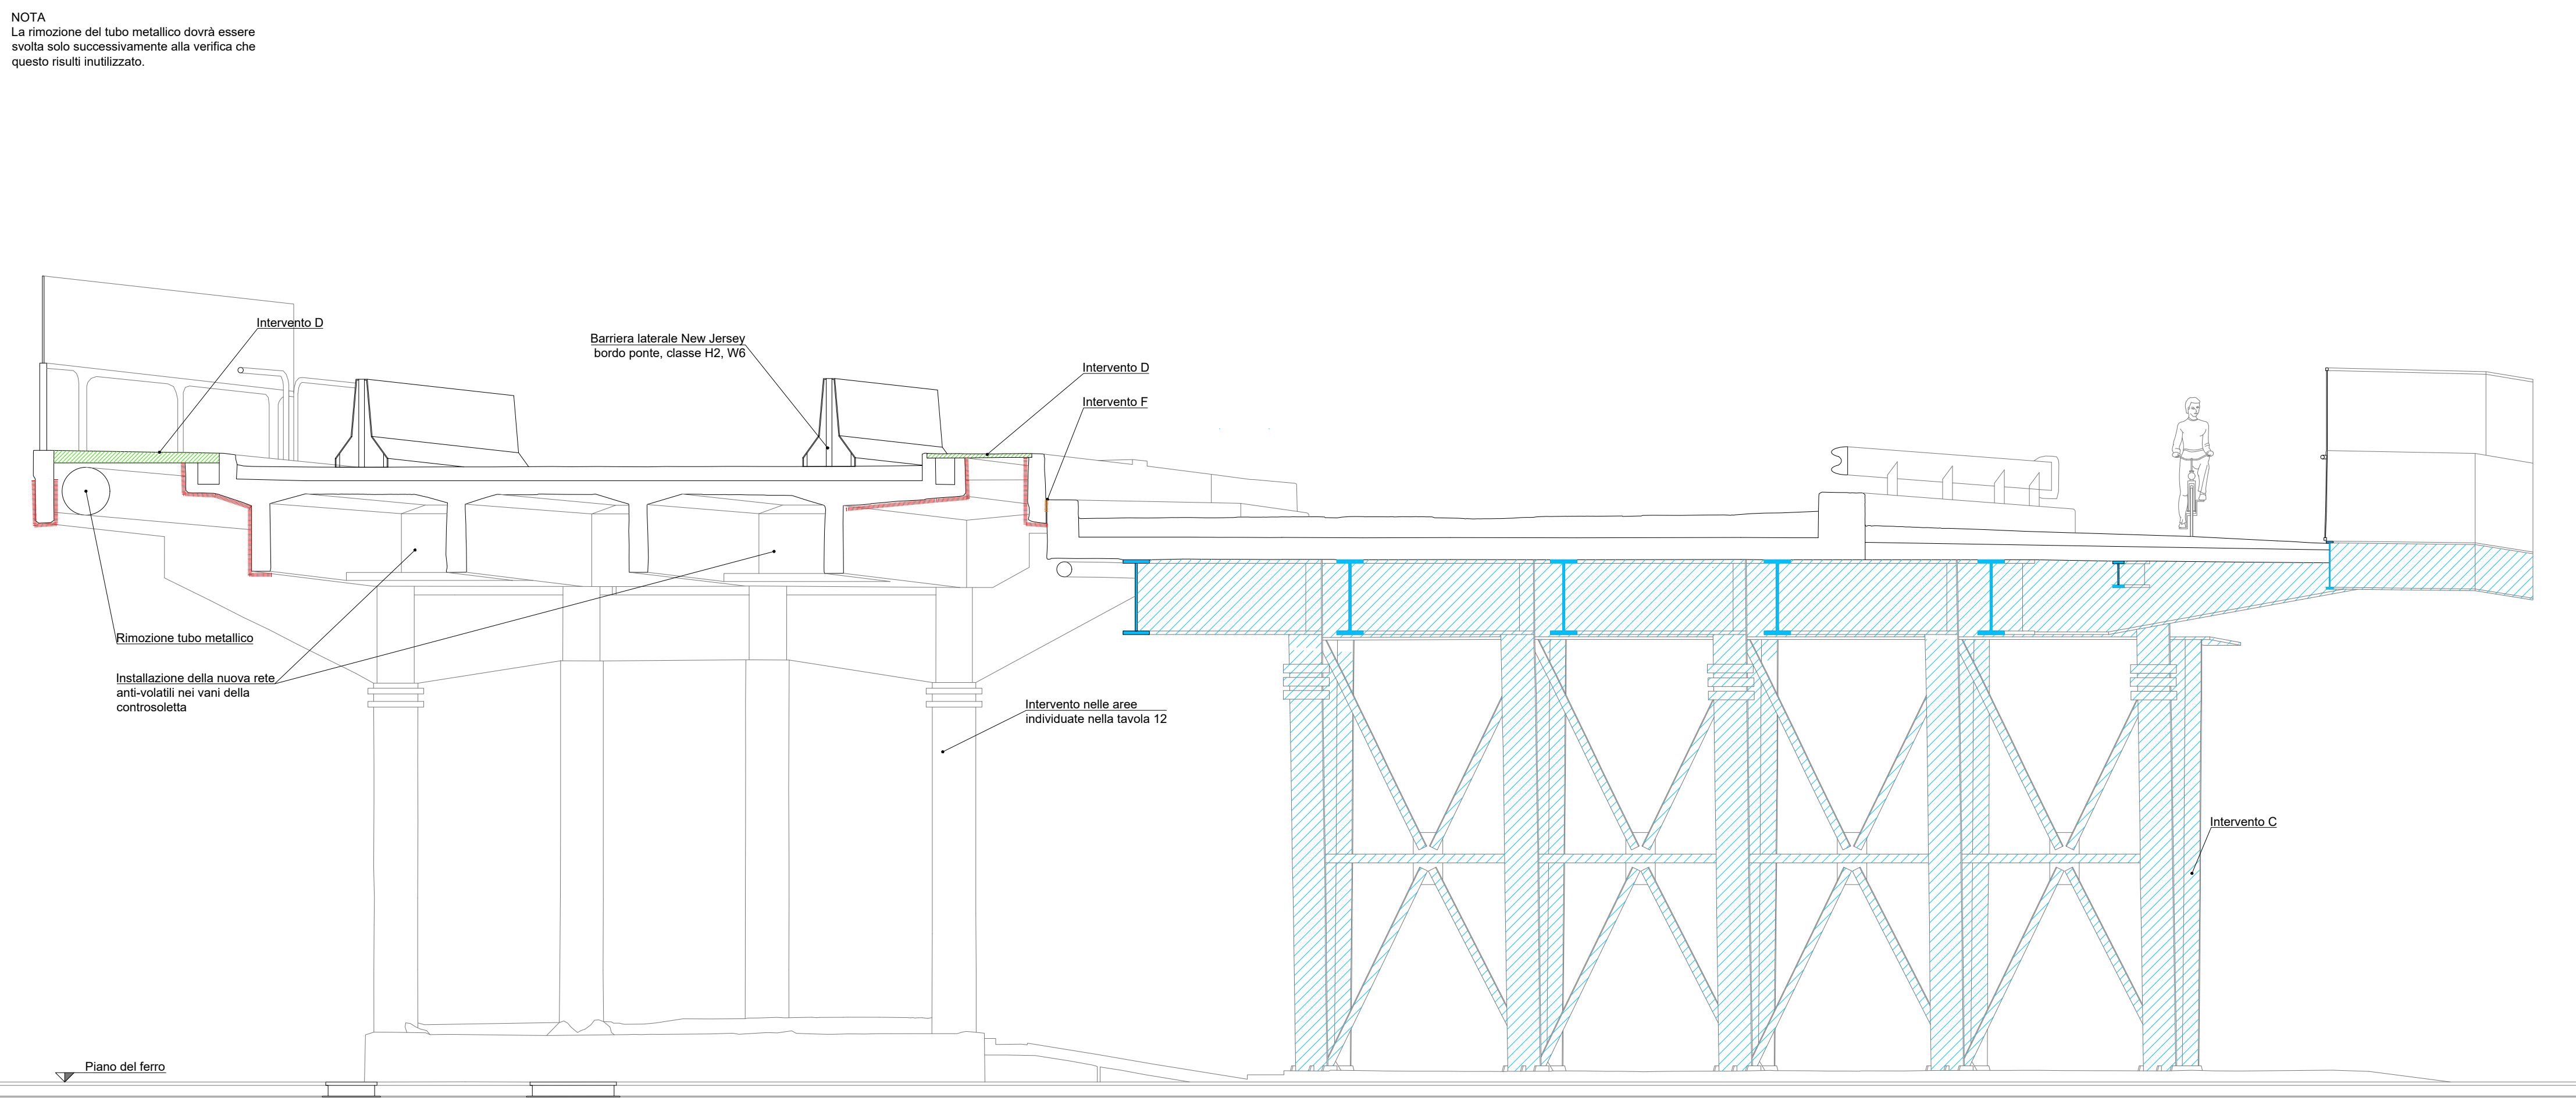 NOTA
La rimozione del tubo metallico dovrà essere
svolta solo successivamente alla verifica che
questo risulti inutilizzato.
Intervento D
Barriera laterale New Jersey
bordo ponte, classe H2, W6
Intervento D
Intervento F
Rimozione tubo metallico
Installazione della nuova rete
anti-volatili nei vani della
controsoletta
Intervento nelle aree
individuate nella tavola 12
Intervento C
Piano del ferro